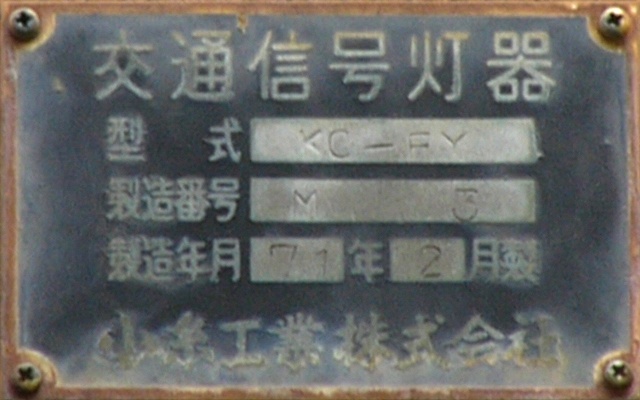 交通信号灯器
型式 KC-EY
製造番号 M 3
製造年月 71年2月製
小糸工業株式会社